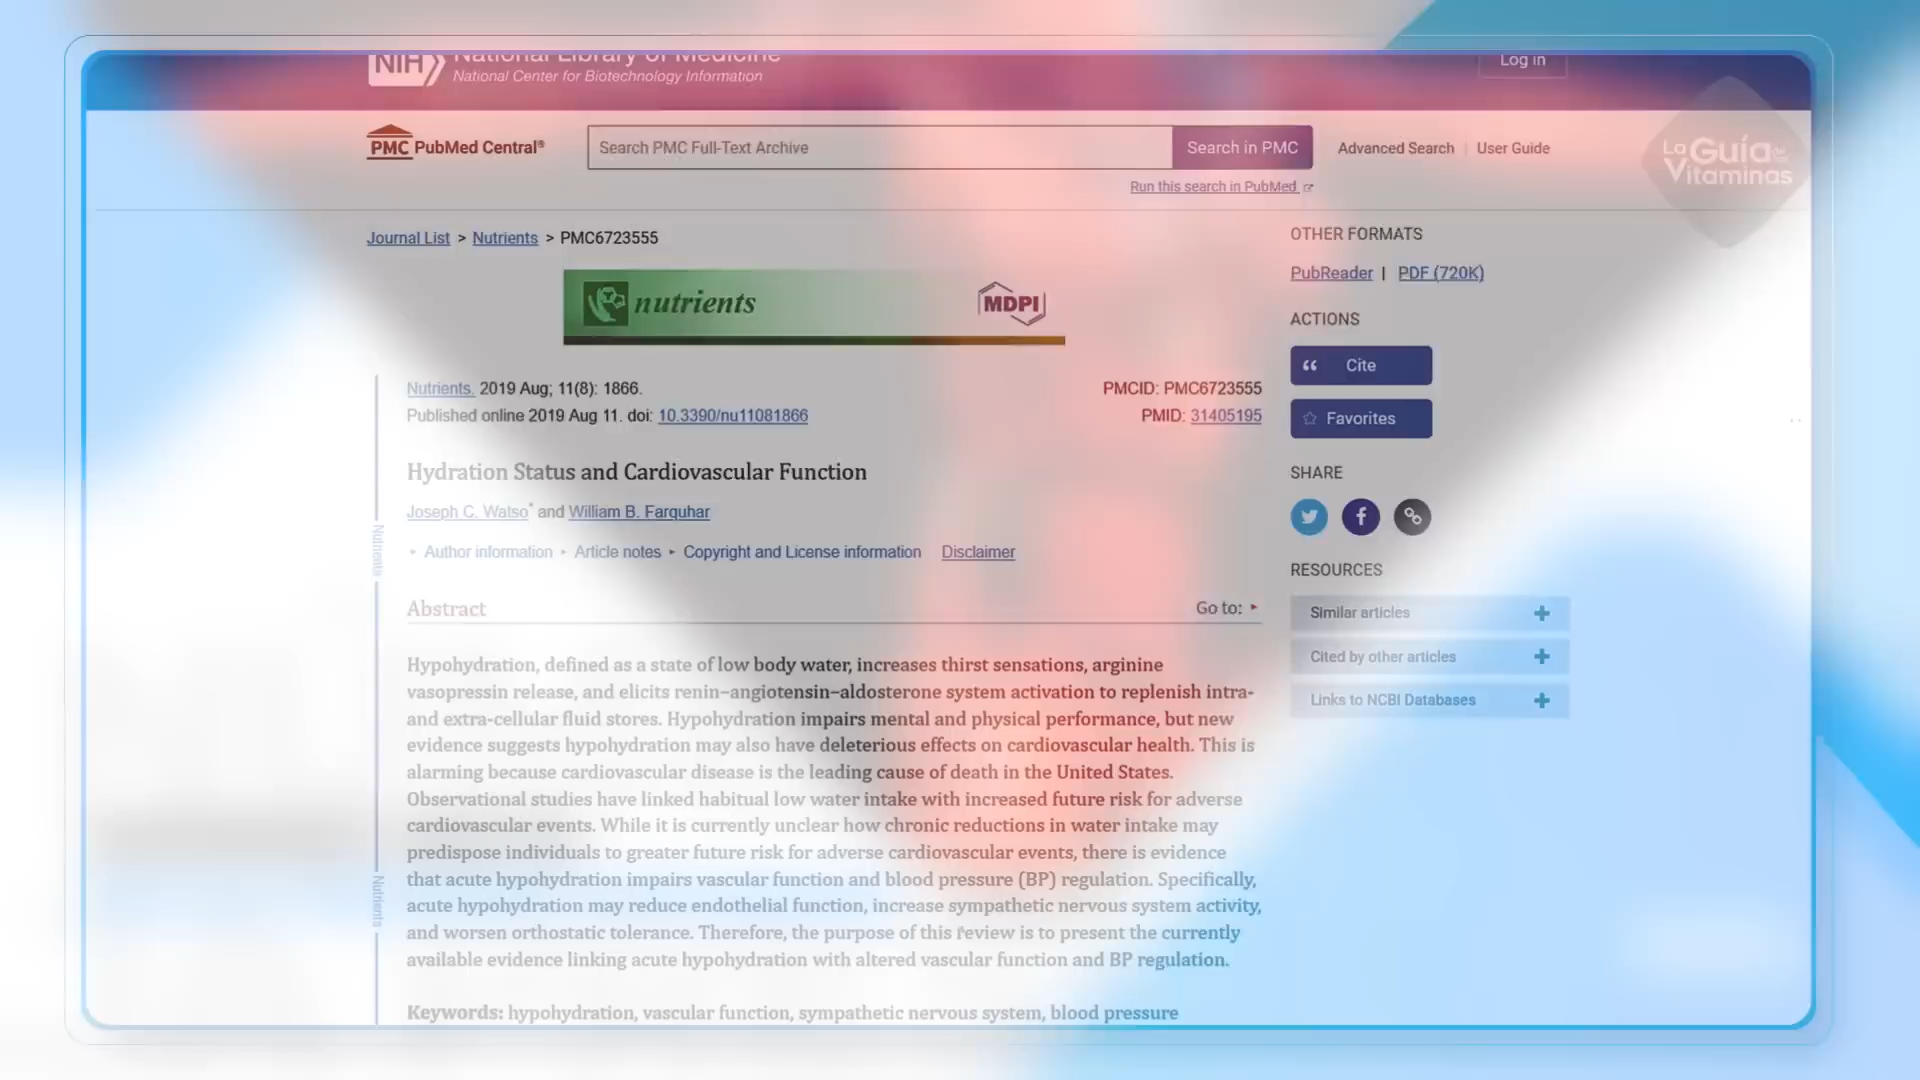 NIH National Library of Medicine
National Center for Biotechnology Information
Log in
PMC PubMed Central®
Search PMC Full-Text Archive
Search in PMC
Advanced Search
User Guide
Run this search in PubMed
La Guía de las Vitaminas
Journal List > Nutrients > PMC6723555
nutrients
MDPI
Nutrients. 2019 Aug; 11(8): 1866.
PMCID: PMC6723555
Published online 2019 Aug 11. doi: 10.3390/nu11081866
PMID: 31405195
Hydration Status and Cardiovascular Function
Joseph C. Watso* and William B. Farquhar
Author information
Article notes
Copyright and License information
Disclaimer
Abstract
Go to:
Hypohydration, defined as a state of low body water, increases thirst sensations, arginine
vasopressin release, and elicits renin–angiotensin–aldosterone system activation to replenish intra-
and extra-cellular fluid stores. Hypohydration impairs mental and physical performance, but new
evidence suggests hypohydration may also have deleterious effects on cardiovascular health. This is
alarming because cardiovascular disease is the leading cause of death in the United States.
Observational studies have linked habitual low water intake with increased future risk for adverse
cardiovascular events. While it is currently unclear how chronic reductions in water intake may
predispose individuals to greater future risk for adverse cardiovascular events, there is evidence
that acute hypohydration impairs vascular function and blood pressure (BP) regulation. Specifically,
acute hypohydration may reduce endothelial function, increase sympathetic nervous system activity,
and worsen orthostatic tolerance. Therefore, the purpose of this review is to present the currently
available evidence linking acute hypohydration with altered vascular function and BP regulation.
Keywords: hypohydration, vascular function, sympathetic nervous system, blood pressure
Nutrients
Nutrients
OTHER FORMATS
PubReader | PDF (720K)
ACTIONS
Cite
Favorites
SHARE
RESOURCES
Similar articles
Cited by other articles
Links to NCBI Databases